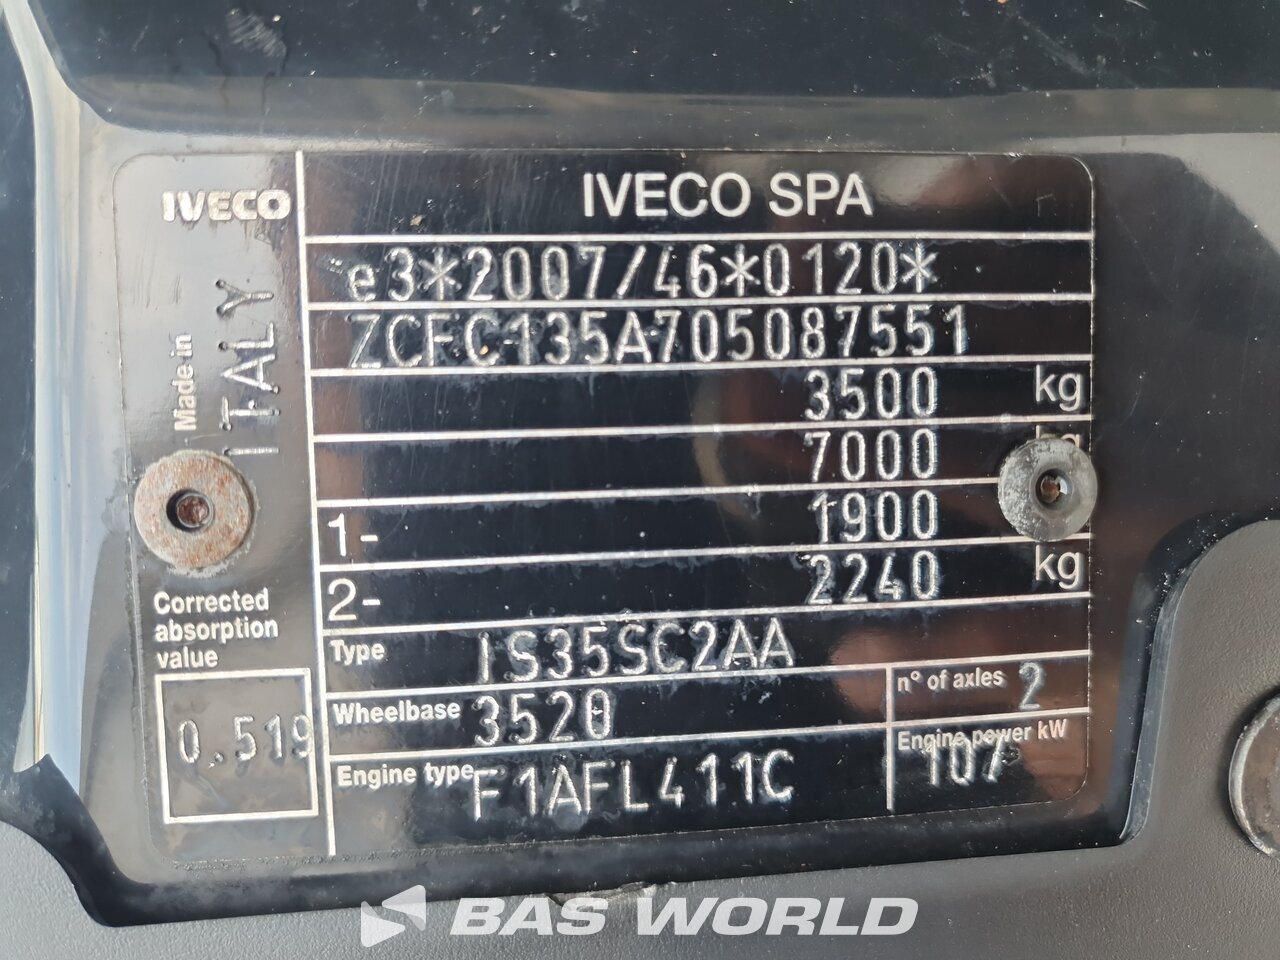 IVECO
IVECO SPA
Made in
ITALY
e3*2007/46*0120*
ZCFC135A705087551
3500 kg
7000 kg
1- 1900
2- 2240 kg
Corrected
absorption
value
0.519
Type IS35SC2AA
Wheelbase 3520
n° of axles 2
Engine type F1AFL411C
Engine power kW
107
BAS WORLD